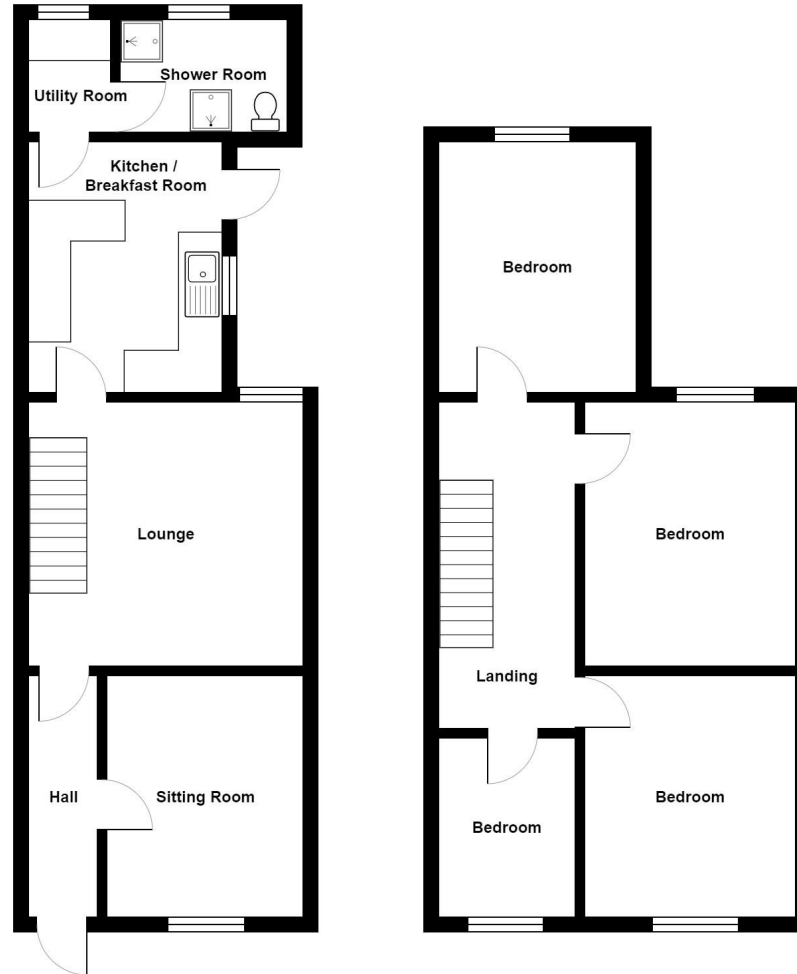 Shower Room
Utility Room
Kitchen /
Breakfast Room
Lounge
Hall
Sitting Room
Bedroom
Bedroom
Landing
Bedroom
Bedroom